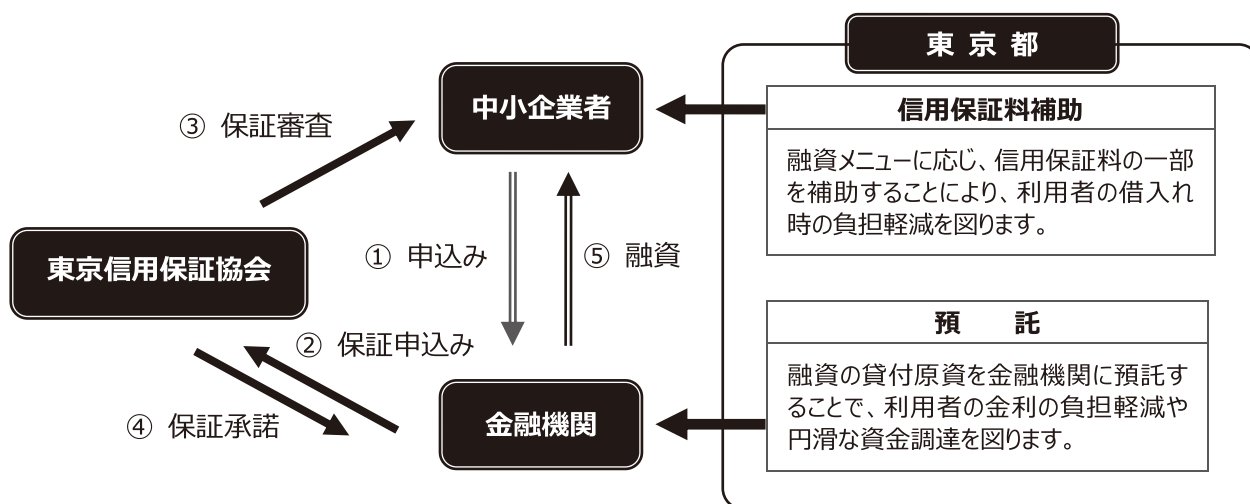 東京都
中小企業者
信用保証料補助
③ 保証審査
融資メニューに応じ、信用保証料の一部
を補助することにより、利用者の借入れ
時の負担軽減を図ります。
東京信用保証協会
① 申込み
⑤ 融資
預託
② 保証申込み
融資の貸付原資を金融機関に預託す
ることで、利用者の金利の負担軽減や
円滑な資金調達を図ります。
④ 保証承諾
金融機関